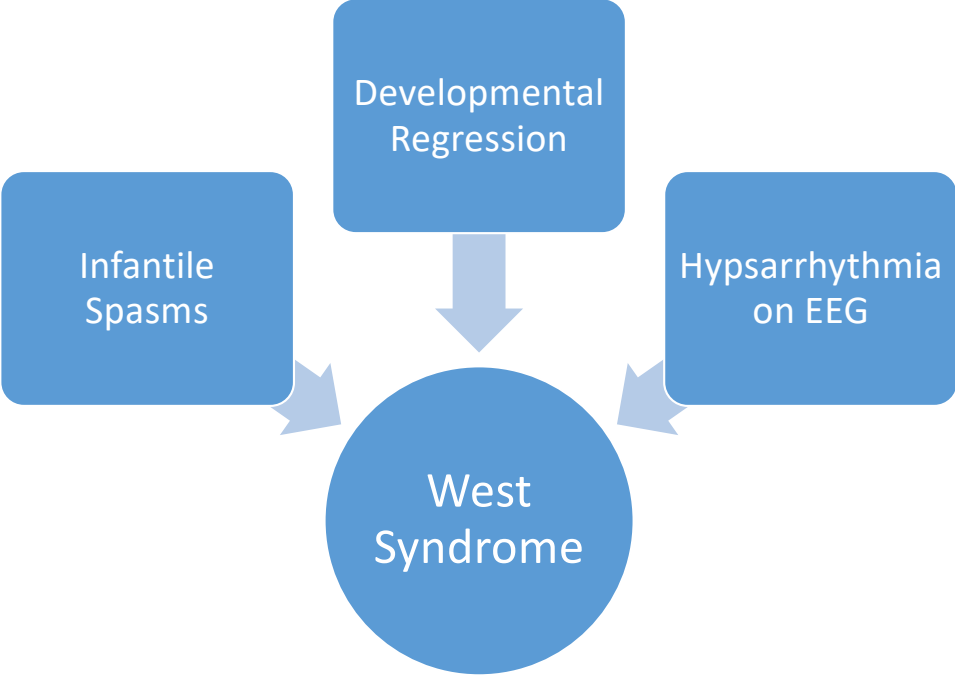 Developmental
Regression
Infantile
Spasms
Hypsarrhythmia
on EEG
West
Syndrome